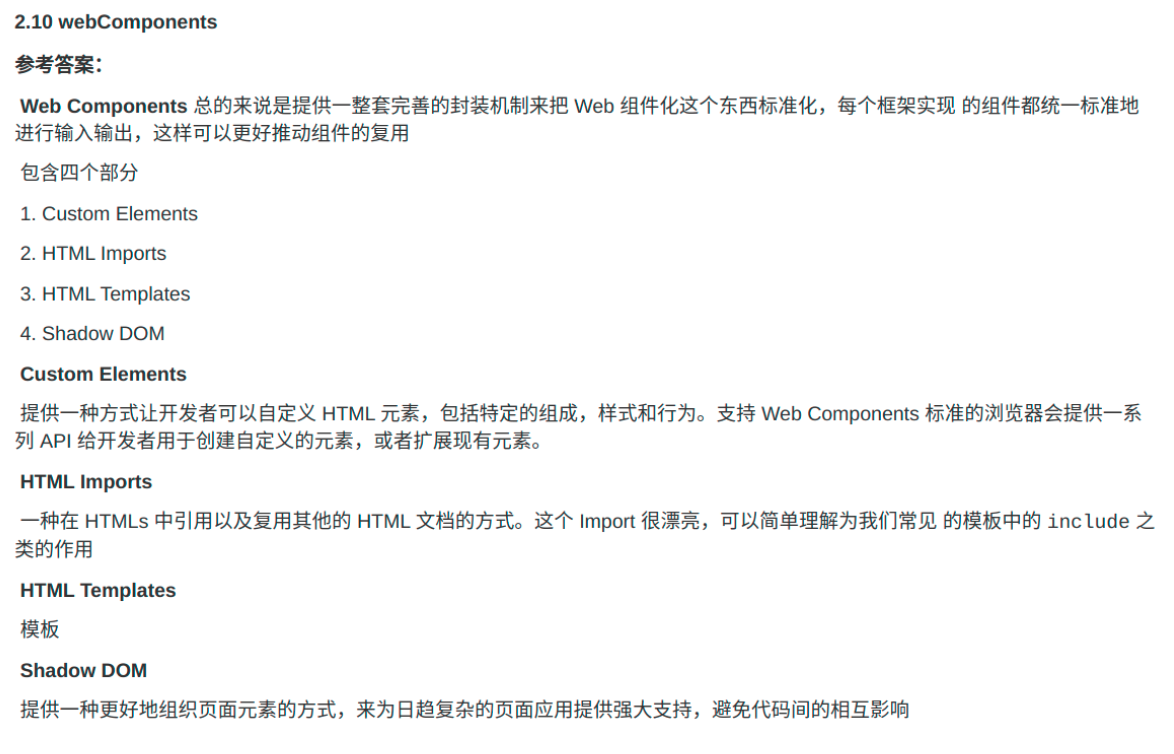 2.10 webComponents
参考答案：
Web Components 总的来说是提供一整套完善的封装机制来把 Web 组件化这个东西标准化，每个框架实现 的组件都统一标准地
进行输入输出，这样可以更好推动组件的复用
包含四个部分
1. Custom Elements
2. HTML Imports
3. HTML Templates
4. Shadow DOM
Custom Elements
提供一种方式让开发者可以自定义 HTML 元素，包括特定的组成，样式和行为。支持 Web Components 标准的浏览器会提供一系
列 API 给开发者用于创建自定义的元素，或者扩展现有元素。
HTML Imports
一种在 HTMLs 中引用以及复用其他的 HTML 文档的方式。这个 Import 很漂亮，可以简单理解为我们常见 的模板中的 include 之
类的作用
HTML Templates
模板
Shadow DOM
提供一种更好地组织页面元素的方式，来为日趋复杂的页面应用提供强大支持，避免代码间的相互影响